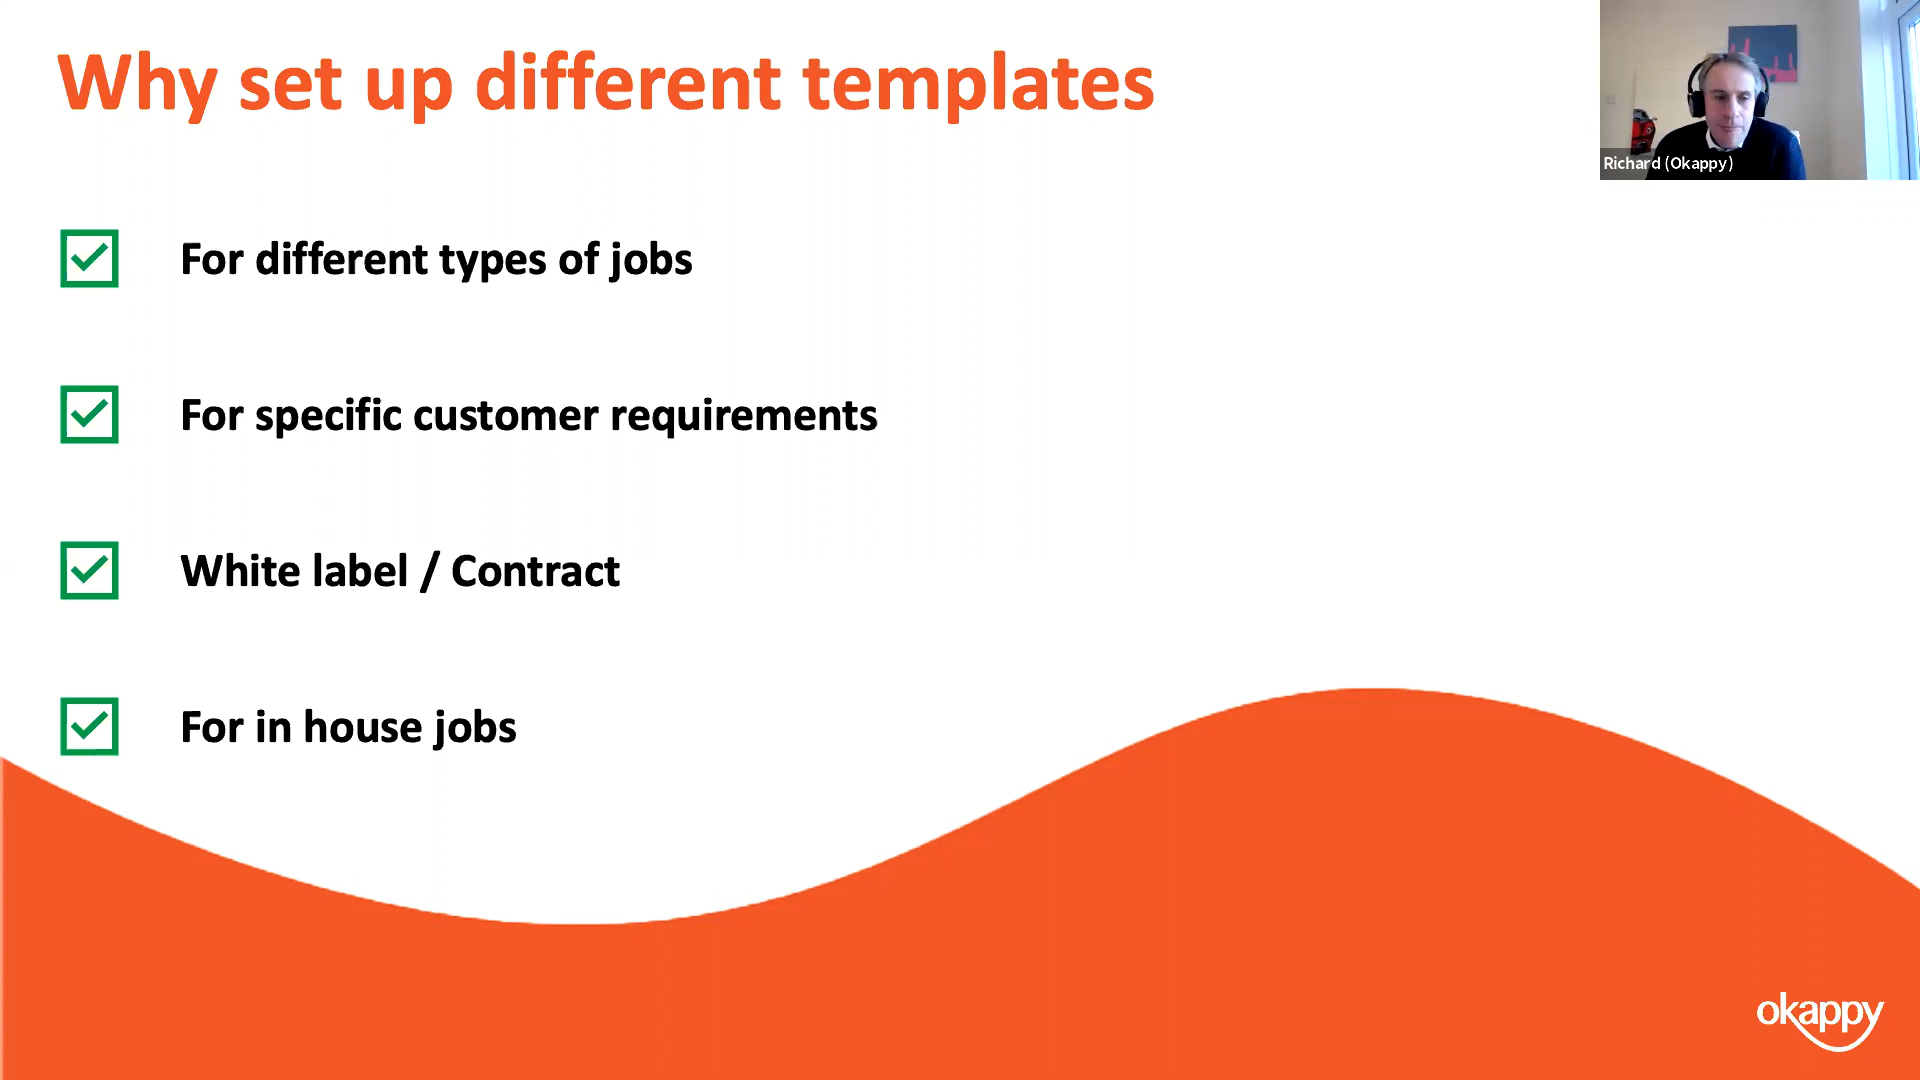 Why set up different templates
Richard (Okappy)
For different types of jobs
For specific customer requirements
White label / Contract
For in house jobs
okappy